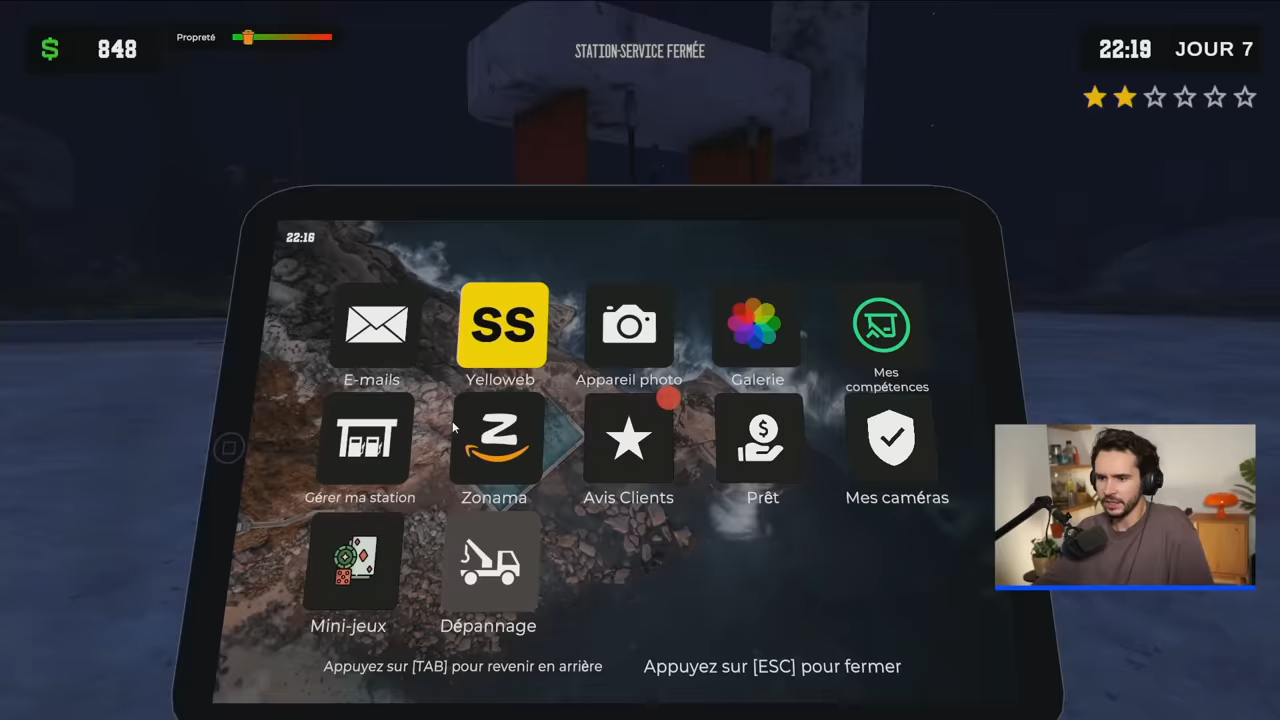 $ 848
Propreté
STATION-SERVICE FERMÉE
22:19 JOUR 7
22:16
SS
E-mails
Yelloweb
Appareil photo
Galerie
Mes
compétences
Z
$
Gérer ma station
Zonama
Avis Clients
Prêt
Mes caméras
Mini-jeux
Dépannage
Appuyez sur [TAB] pour revenir en arrière
Appuyez sur [ESC] pour fermer